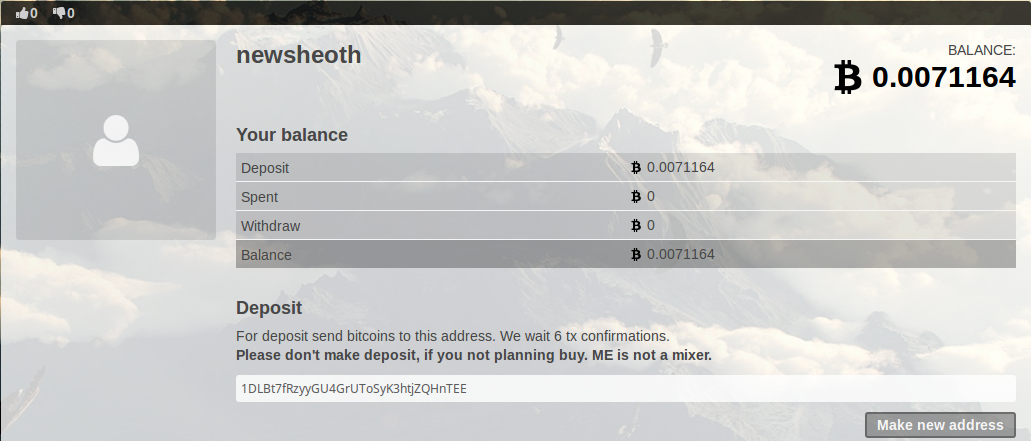 0 0
newsheoth
BALANCE:
0.0071164
Your balance
Deposit 0.0071164
Spent 0
Withdraw 0
Balance 0.0071164
Deposit
For deposit send bitcoins to this address. We wait 6 tx confirmations.
Please don't make deposit, if you not planning buy. ME is not a mixer.
1DLBt7fRzyyGU4GrUToSyK3htjZQHnTEE
Make new address